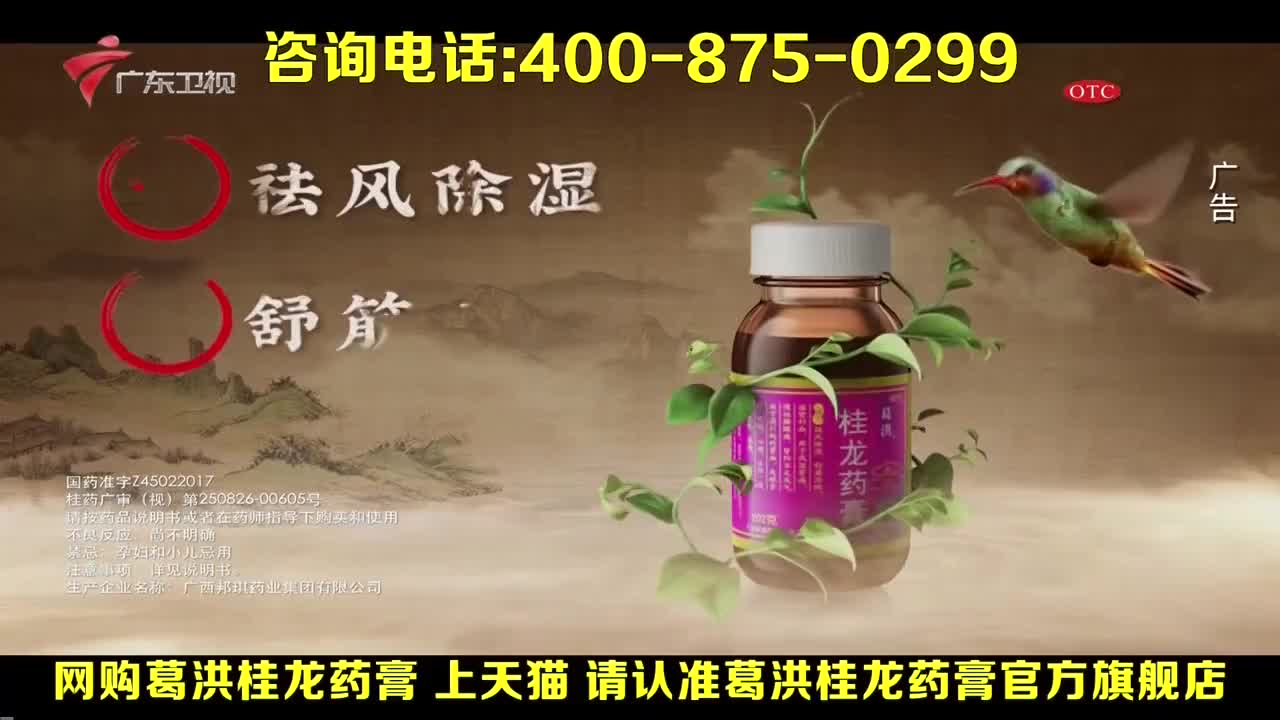 咨询电话:400-875-0299
广东卫视
OTC
广告
祛风除湿
舒筋
葛洪
桂龙药膏
202克
国药准字Z45022017
桂药广审（视）第250826-00605号
请按药品说明书或者在药师指导下购买和使用
不良反应：尚不明确
禁忌：孕妇和小儿忌用
注意事项：详见说明书。
生产企业名称：广西邦琪药业集团有限公司
网购葛洪桂龙药膏 上天猫 请认准葛洪桂龙药膏官方旗舰店